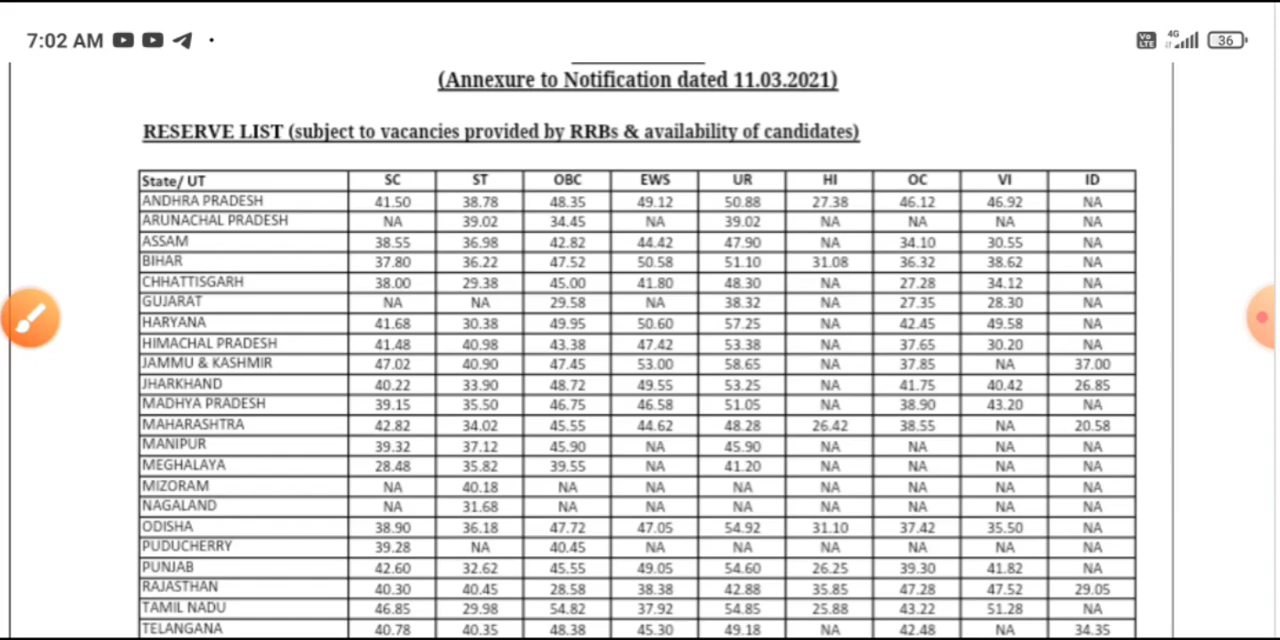 7:02 AM
Vo LTE 4G 36
(Annexure to Notification dated 11.03.2021)
RESERVE LIST (subject to vacancies provided by RRBs & availability of candidates)
State/ UT SC ST OBC EWS UR HI OC VI ID
ANDHRA PRADESH 41.50 38.78 48.35 49.12 50.88 27.38 46.12 46.92 NA
ARUNACHAL PRADESH NA 39.02 34.45 NA 39.02 NA NA NA NA
ASSAM 38.55 36.98 42.82 44.42 47.90 NA 34.10 30.55 NA
BIHAR 37.80 36.22 47.52 50.58 51.10 31.08 36.32 38.62 NA
CHHATTISGARH 38.00 29.38 45.00 41.80 48.30 NA 27.28 34.12 NA
GUJARAT NA NA 29.58 NA 38.32 NA 27.35 28.30 NA
HARYANA 41.68 30.38 49.95 50.60 57.25 NA 42.45 49.58 NA
HIMACHAL PRADESH 41.48 40.98 43.38 47.42 53.38 NA 37.65 30.20 NA
JAMMU & KASHMIR 47.02 40.90 47.45 53.00 58.65 NA 37.85 NA 37.00
JHARKHAND 40.22 33.90 48.72 49.55 53.25 NA 41.75 40.42 26.85
MADHYA PRADESH 39.15 35.50 46.75 46.58 51.05 NA 38.90 43.20 NA
MAHARASHTRA 42.82 34.02 45.55 44.62 48.28 26.42 38.55 NA 20.58
MANIPUR 39.32 37.12 45.90 NA 45.90 NA NA NA NA
MEGHALAYA 28.48 35.82 39.55 NA 41.20 NA NA NA NA
MIZORAM NA 40.18 NA NA NA NA NA NA NA
NAGALAND NA 31.68 NA NA NA NA NA NA NA
ODISHA 38.90 36.18 47.72 47.05 54.92 31.10 37.42 35.50 NA
PUDUCHERRY 39.28 NA 40.45 NA NA NA NA NA NA
PUNJAB 42.60 32.62 45.55 49.05 54.60 26.25 39.30 41.82 NA
RAJASTHAN 40.30 40.45 28.58 38.38 42.88 35.85 47.28 47.52 29.05
TAMIL NADU 46.85 29.98 54.82 37.92 54.85 25.88 43.22 51.28 NA
TELANGANA 40.78 40.35 48.38 45.30 49.18 NA 42.48 NA 34.35